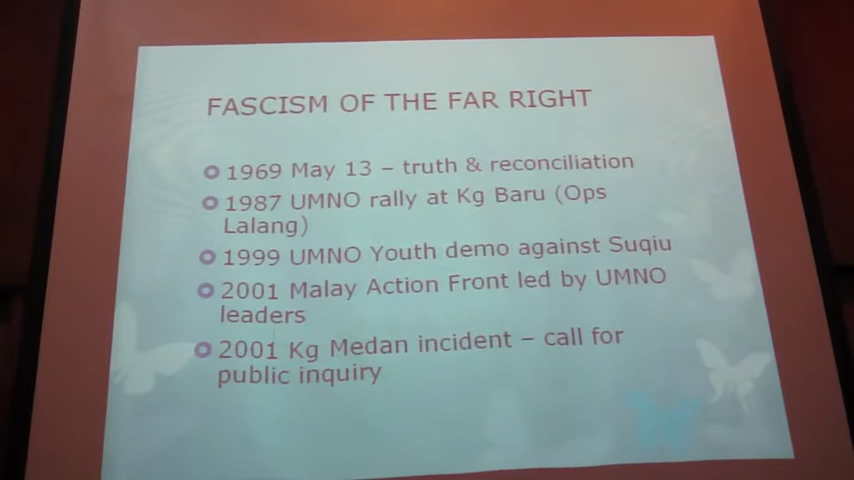 FASCISM OF THE FAR RIGHT
1969 May 13 – truth & reconciliation
1987 UMNO rally at Kg Baru (Ops
Lalang)
1999 UMNO Youth demo against Suqiu
2001 Malay Action Front led by UMNO
leaders
2001 Kg Medan incident – call for
public inquiry